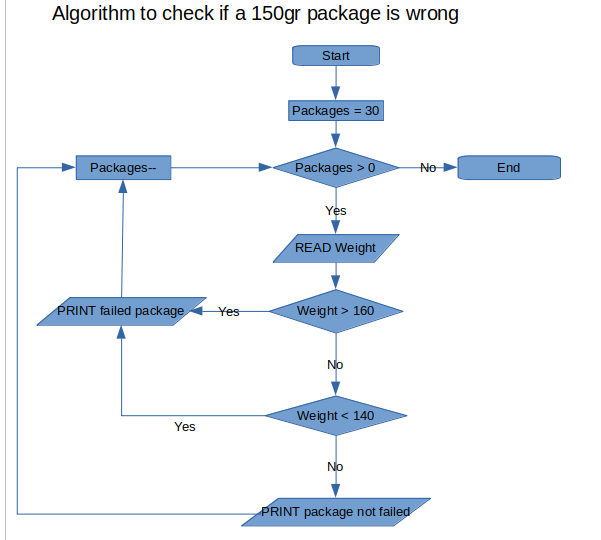 Algorithm to check if a 150gr package is wrong
Start
Packages = 30
Packages--
Packages > 0
No
End
Yes
READ Weight
PRINT failed package
Yes
Weight > 160
No
Weight < 140
Yes
No
PRINT package not failed